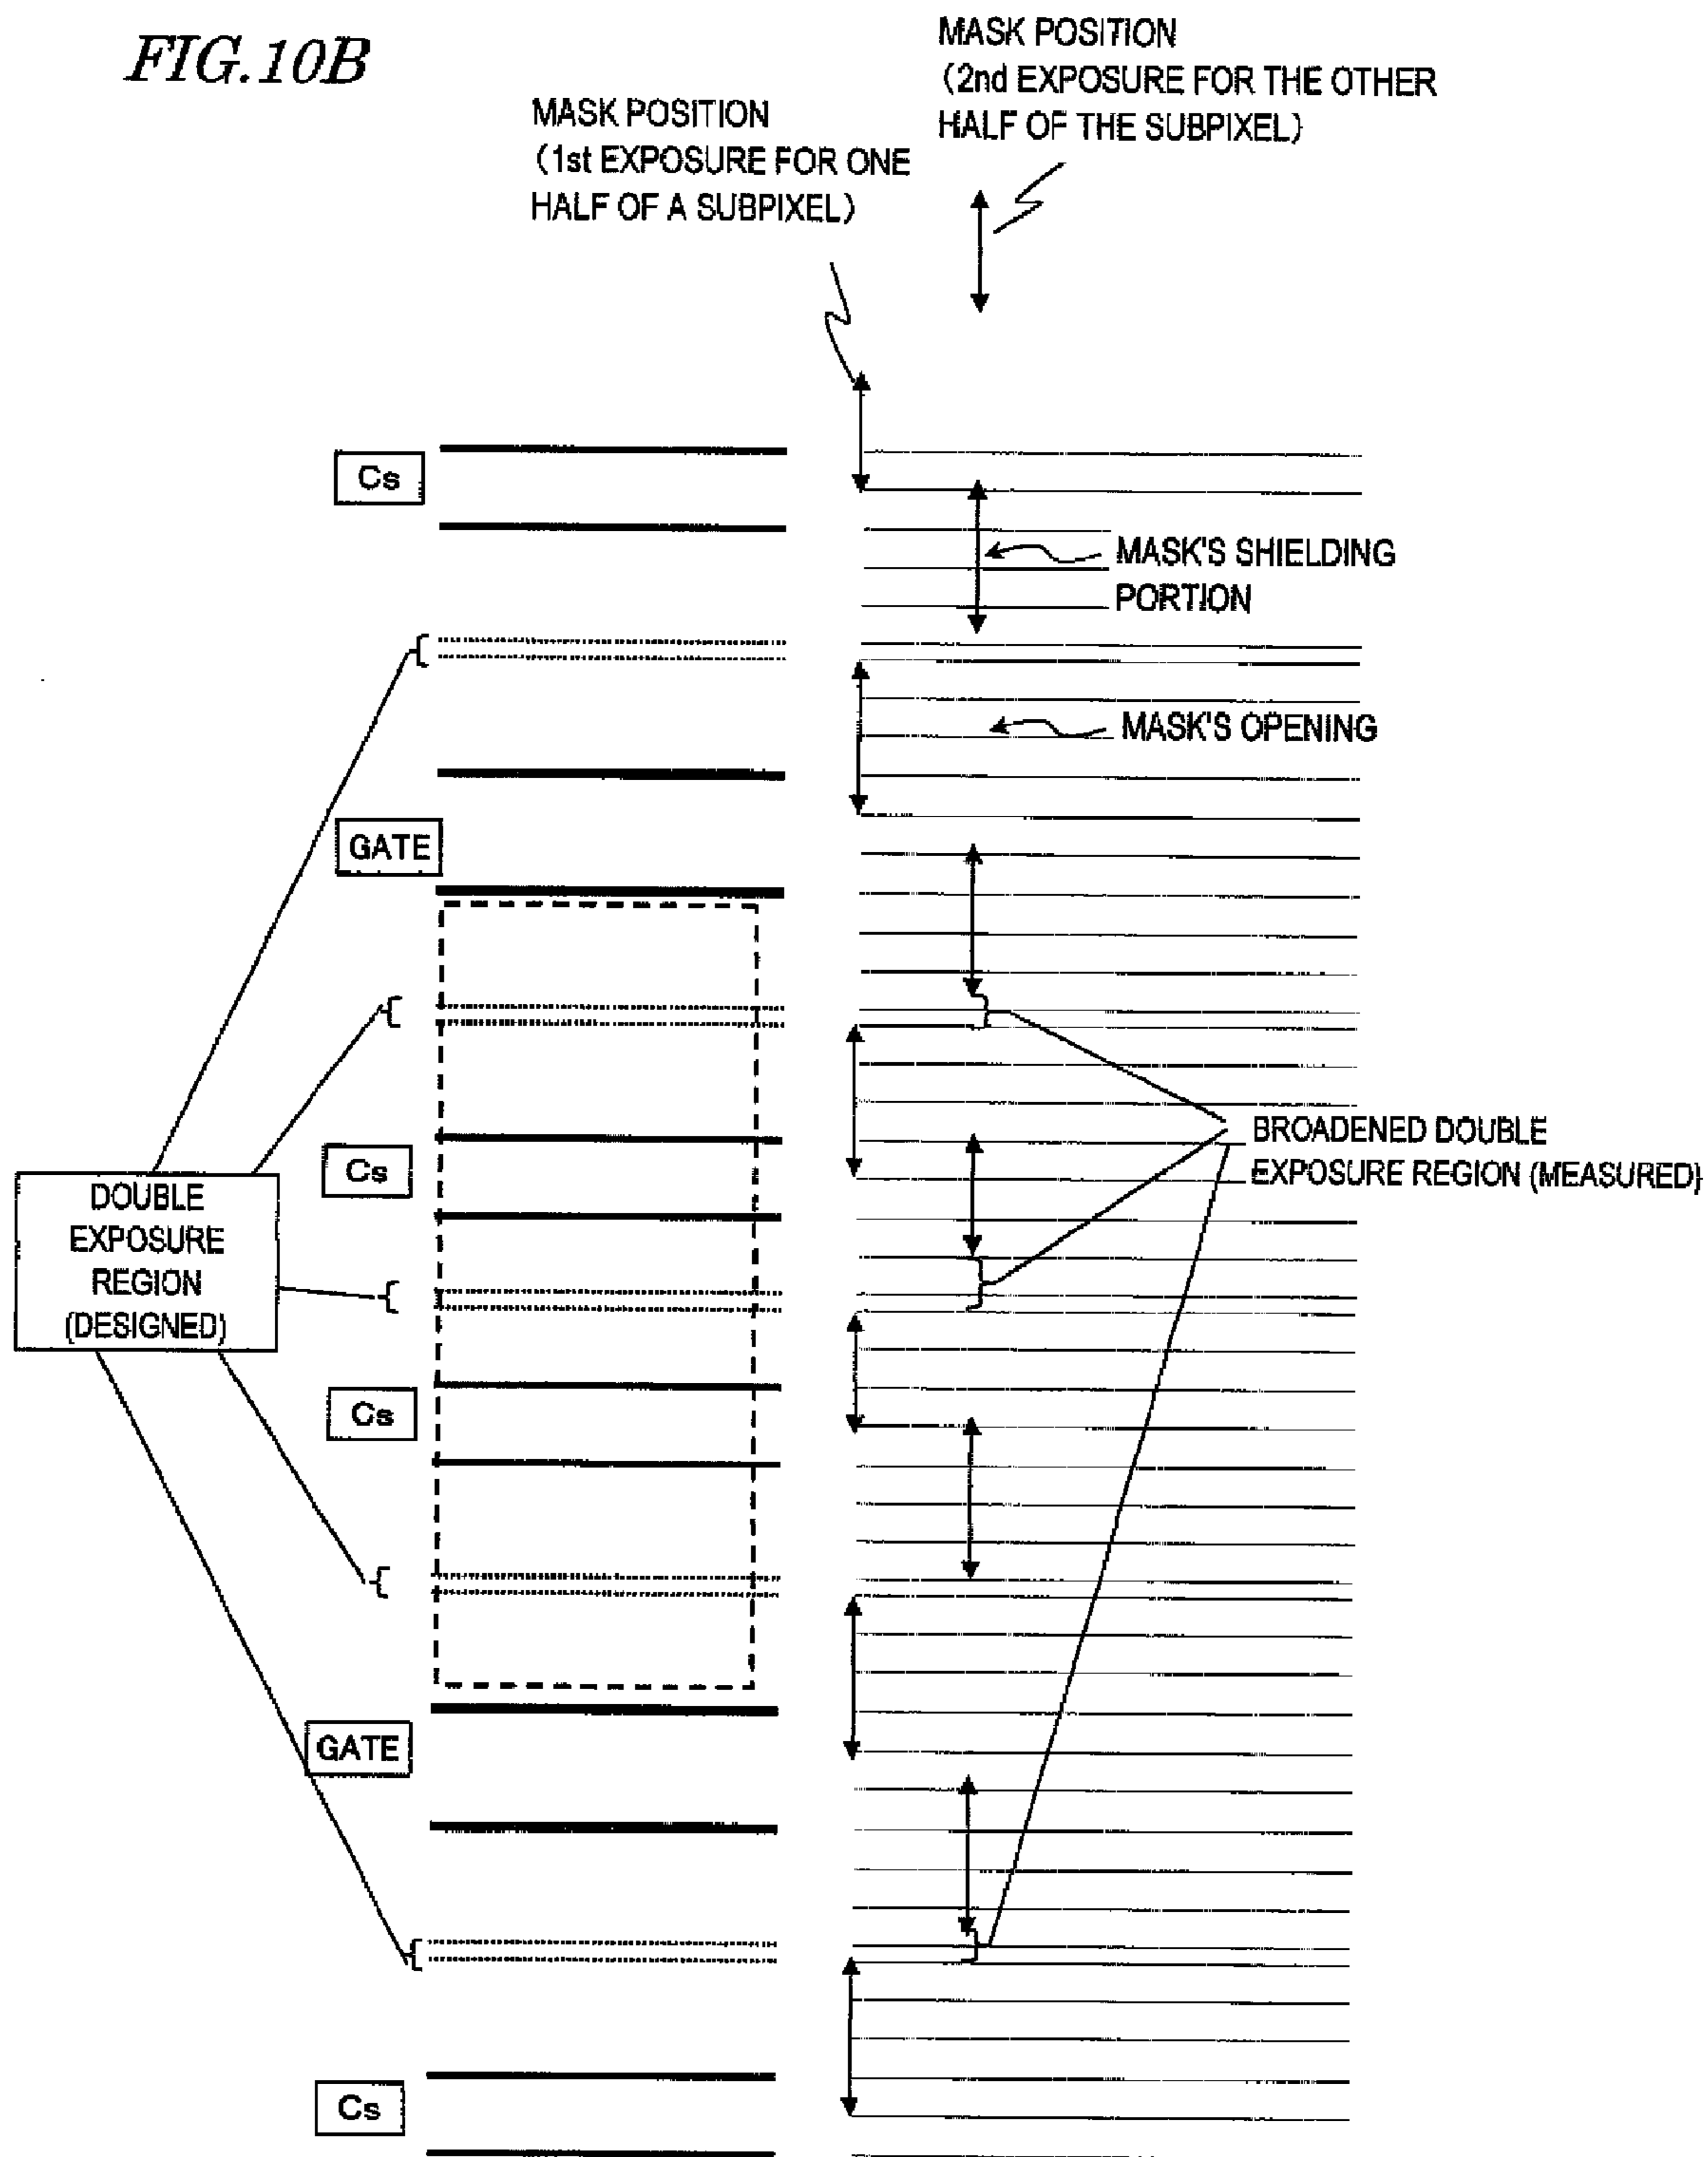 FIG.10B
MASK POSITION
(2nd EXPOSURE FOR THE OTHER
HALF OF THE SUBPIXEL)
MASK POSITION
(1st EXPOSURE FOR ONE
HALF OF A SUBPIXEL)
Cs
MASK'S SHIELDING
PORTION
MASK'S OPENING
GATE
BROADENED DOUBLE
EXPOSURE REGION (MEASURED)
Cs
DOUBLE
EXPOSURE
REGION
(DESIGNED)
Cs
GATE
Cs